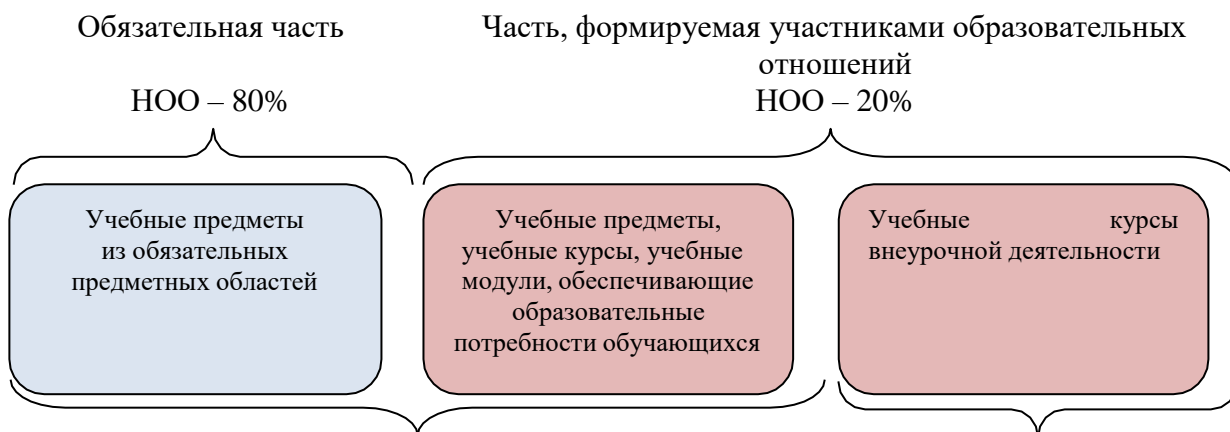 Обязательная часть
НОО – 80%
Часть, формируемая участниками образовательных
отношений
НОО – 20%
Учебные предметы
из обязательных
предметных областей
Учебные предметы,
учебные курсы, учебные
модули, обеспечивающие
образовательные
потребности обучающихся
Учебные курсы
внеурочной деятельности